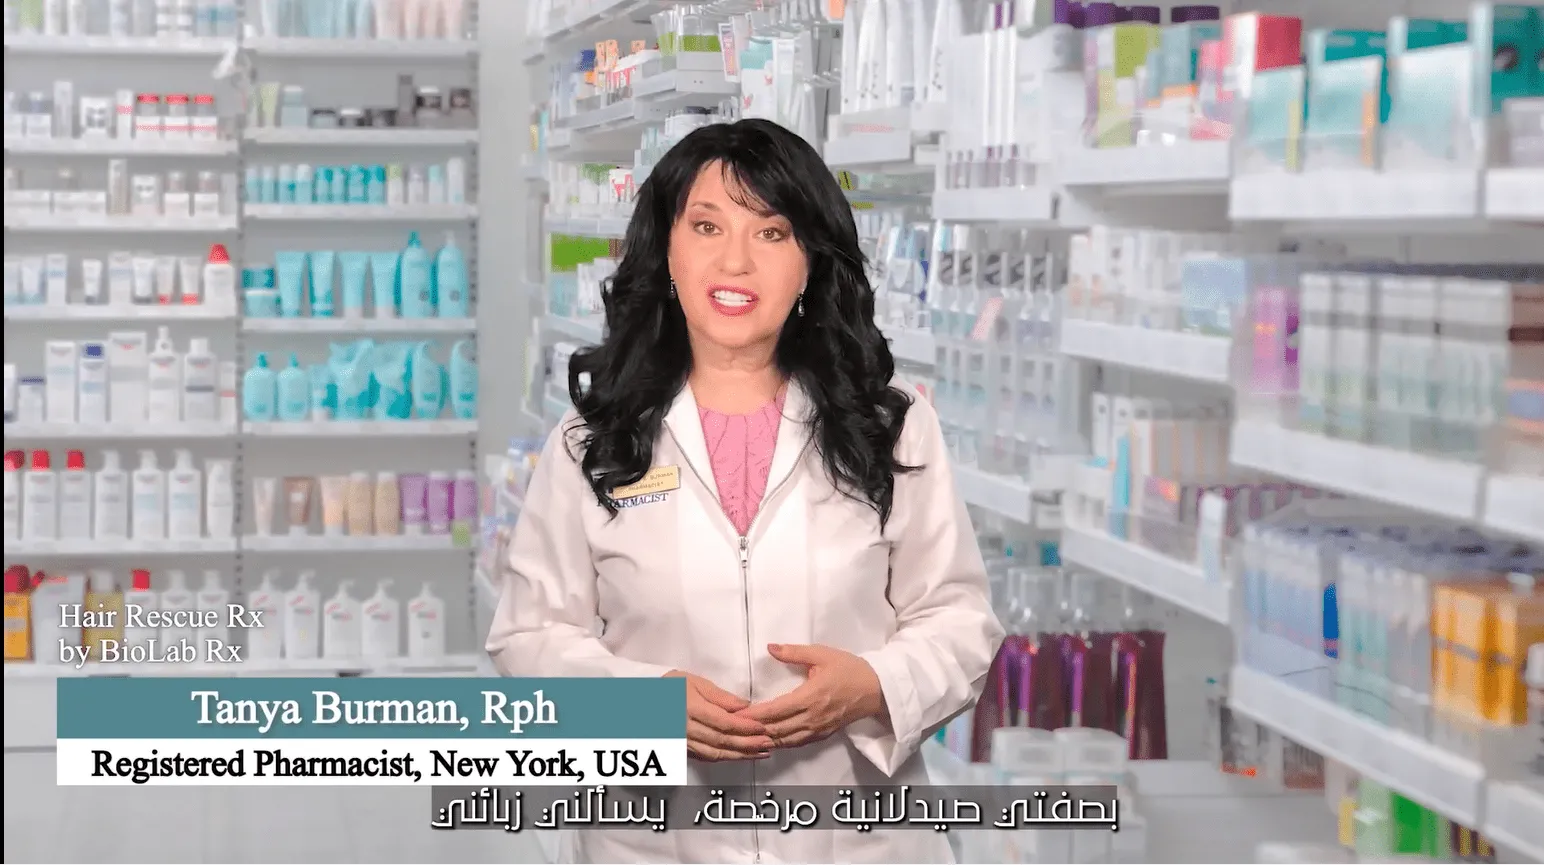 PHARMACIST
Hair Rescue Rx
by BioLab Rx
Tanya Burman, Rph
Registered Pharmacist, New York, USA
بصفتي صيدلانية مرخصة، يسألني زبائني